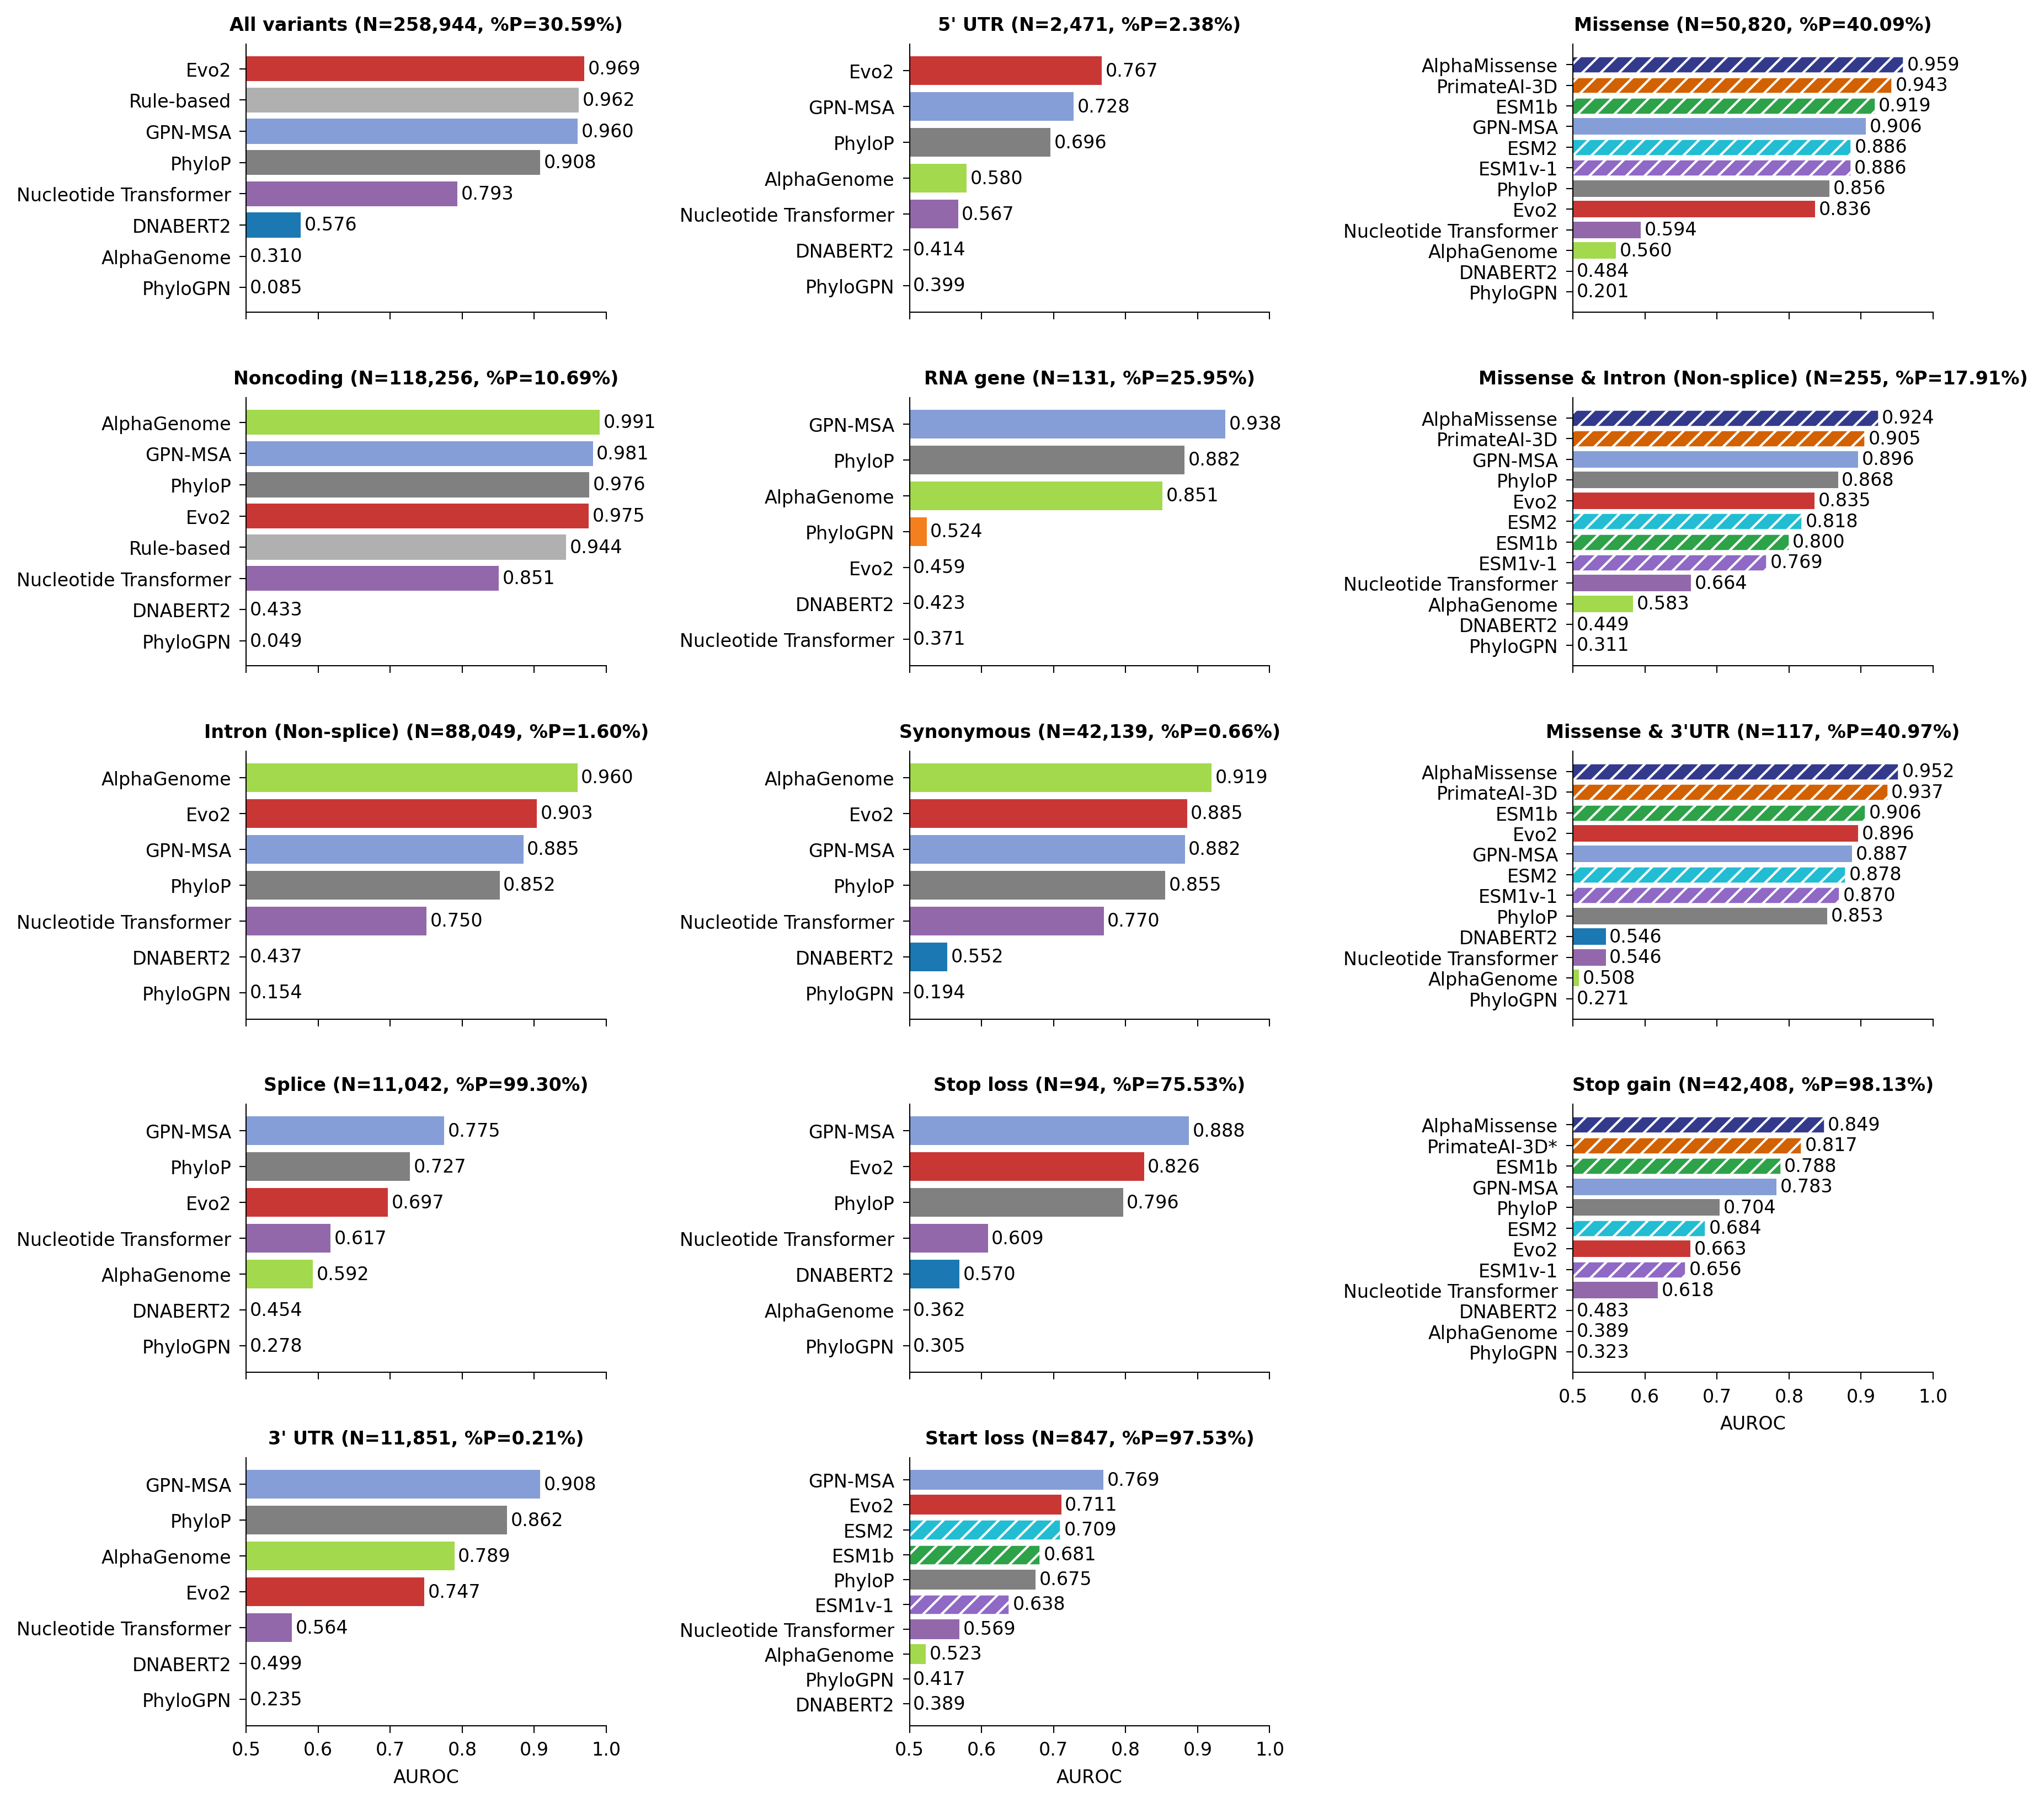 All variants (N=258,944, %P=30.59%)
Evo2 0.969
Rule-based 0.962
GPN-MSA 0.960
PhyloP 0.908
Nucleotide Transformer 0.793
DNABERT2 0.576
AlphaGenome 0.310
PhyloGPN 0.085
5' UTR (N=2,471, %P=2.38%)
Evo2 0.767
GPN-MSA 0.728
PhyloP 0.696
AlphaGenome 0.580
Nucleotide Transformer 0.567
DNABERT2 0.414
PhyloGPN 0.399
Missense (N=50,820, %P=40.09%)
AlphaMissense 0.959
PrimateAI-3D 0.943
ESM1b 0.919
GPN-MSA 0.906
ESM2 0.886
ESM1v-1 0.886
PhyloP 0.856
Evo2 0.836
Nucleotide Transformer 0.594
AlphaGenome 0.560
DNABERT2 0.484
PhyloGPN 0.201
Noncoding (N=118,256, %P=10.69%)
AlphaGenome 0.991
GPN-MSA 0.981
PhyloP 0.976
Evo2 0.975
Rule-based 0.944
Nucleotide Transformer 0.851
DNABERT2 0.433
PhyloGPN 0.049
RNA gene (N=131, %P=25.95%)
GPN-MSA 0.938
PhyloP 0.882
AlphaGenome 0.851
PhyloGPN 0.524
Evo2 0.459
DNABERT2 0.423
Nucleotide Transformer 0.371
Missense & Intron (Non-splice) (N=255, %P=17.91%)
AlphaMissense 0.924
PrimateAI-3D 0.905
GPN-MSA 0.896
PhyloP 0.868
Evo2 0.835
ESM2 0.818
ESM1b 0.800
ESM1v-1 0.769
Nucleotide Transformer 0.664
AlphaGenome 0.583
DNABERT2 0.449
PhyloGPN 0.311
Intron (Non-splice) (N=88,049, %P=1.60%)
AlphaGenome 0.960
Evo2 0.903
GPN-MSA 0.885
PhyloP 0.852
Nucleotide Transformer 0.750
DNABERT2 0.437
PhyloGPN 0.154
Synonymous (N=42,139, %P=0.66%)
AlphaGenome 0.919
Evo2 0.885
GPN-MSA 0.882
PhyloP 0.855
Nucleotide Transformer 0.770
DNABERT2 0.552
PhyloGPN 0.194
Missense & 3'UTR (N=117, %P=40.97%)
AlphaMissense 0.952
PrimateAI-3D 0.937
ESM1b 0.906
Evo2 0.896
GPN-MSA 0.887
ESM2 0.878
ESM1v-1 0.870
PhyloP 0.853
DNABERT2 0.546
Nucleotide Transformer 0.546
AlphaGenome 0.508
PhyloGPN 0.271
Splice (N=11,042, %P=99.30%)
GPN-MSA 0.775
PhyloP 0.727
Evo2 0.697
Nucleotide Transformer 0.617
AlphaGenome 0.592
DNABERT2 0.454
PhyloGPN 0.278
Stop loss (N=94, %P=75.53%)
GPN-MSA 0.888
Evo2 0.826
PhyloP 0.796
Nucleotide Transformer 0.609
DNABERT2 0.570
AlphaGenome 0.362
PhyloGPN 0.305
Stop gain (N=42,408, %P=98.13%)
AlphaMissense 0.849
PrimateAI-3D* 0.817
ESM1b 0.788
GPN-MSA 0.783
PhyloP 0.704
ESM2 0.684
Evo2 0.663
ESM1v-1 0.656
Nucleotide Transformer 0.618
DNABERT2 0.483
AlphaGenome 0.389
PhyloGPN 0.323
0.5 0.6 0.7 0.8 0.9 1.0
AUROC
3' UTR (N=11,851, %P=0.21%)
GPN-MSA 0.908
PhyloP 0.862
AlphaGenome 0.789
Evo2 0.747
Nucleotide Transformer 0.564
DNABERT2 0.499
PhyloGPN 0.235
0.5 0.6 0.7 0.8 0.9 1.0
AUROC
Start loss (N=847, %P=97.53%)
GPN-MSA 0.769
Evo2 0.711
ESM2 0.709
ESM1b 0.681
PhyloP 0.675
ESM1v-1 0.638
Nucleotide Transformer 0.569
AlphaGenome 0.523
PhyloGPN 0.417
DNABERT2 0.389
0.5 0.6 0.7 0.8 0.9 1.0
AUROC